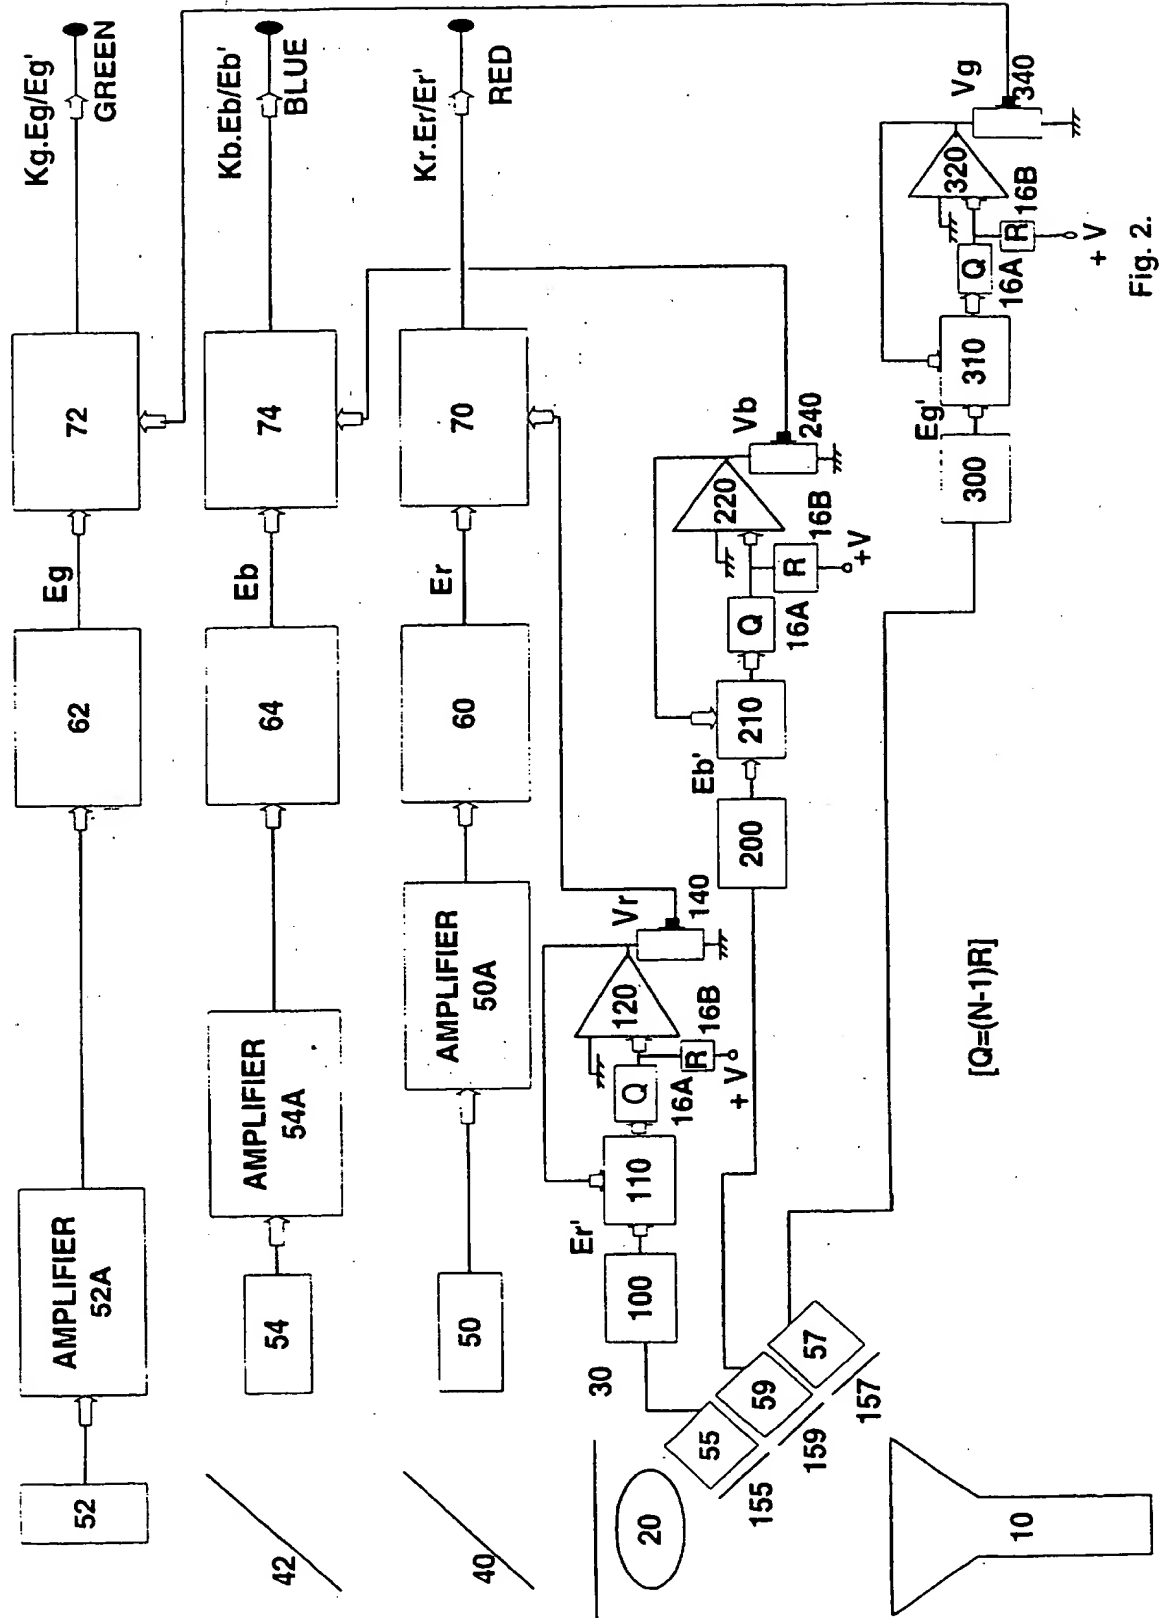 52
AMPLIFIER
52A
62
Eg
72
Kg.Eg/Eg'
GREEN
42
54
AMPLIFIER
54A
64
Eb
74
Kb.Eb/Eb'
BLUE
40
50
AMPLIFIER
50A
60
Er
70
Kr.Er/Er'
RED
20
30
55
59
57
155
159
157
10
100
Er'
110
Q
16A
R
16B
+ V
120
Vr
140
200
Eb'
210
Q
16A
R
16B
+V
220
Vb
240
300
Eg'
310
Q
16A
R
16B
+ V
320
Vg
340
[Q=(N-1)R]
Fig. 2.